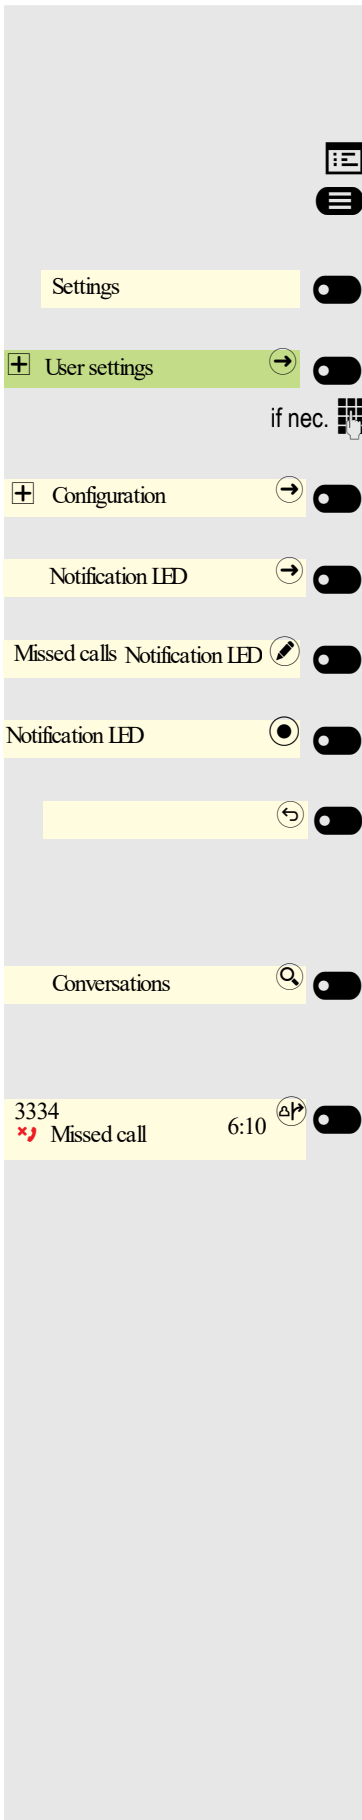 Settings
User settings
if nec.
Configuration
Notification LED
Missed calls Notification LED
Notification LED
Conversations
3334
Missed call 6:10